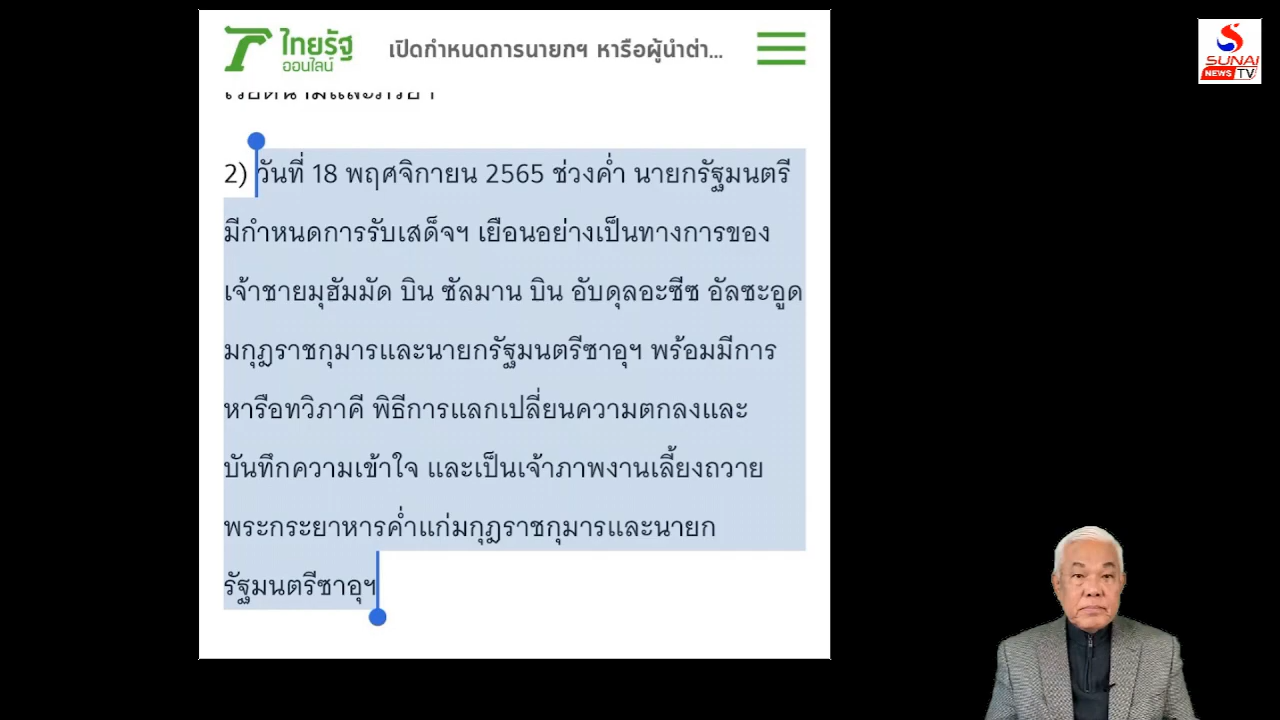 ไทยรัฐ
ออนไลน์
เปิดกำหนดการนายกฯ หารือผู้นำต่า...
SUNAI
NEWS TV
2) วันที่ 18 พฤศจิกายน 2565 ช่วงค่ำ นายกรัฐมนตรี
มีกำหนดการรับเสด็จฯ เยือนอย่างเป็นทางการของ
เจ้าชายมุฮัมมัด บิน ซัลมาน บิน อับดุลอะซีซ อัลซะอูด
มกุฎราชกุมารและนายกรัฐมนตรีซาอุฯ พร้อมมีการ
หารือทวิภาคี พิธีการแลกเปลี่ยนความตกลงและ
บันทึกความเข้าใจ และเป็นเจ้าภาพงานเลี้ยงถวาย
พระกระยาหารค่ำแก่มกุฎราชกุมารและนายก
รัฐมนตรีซาอุฯ